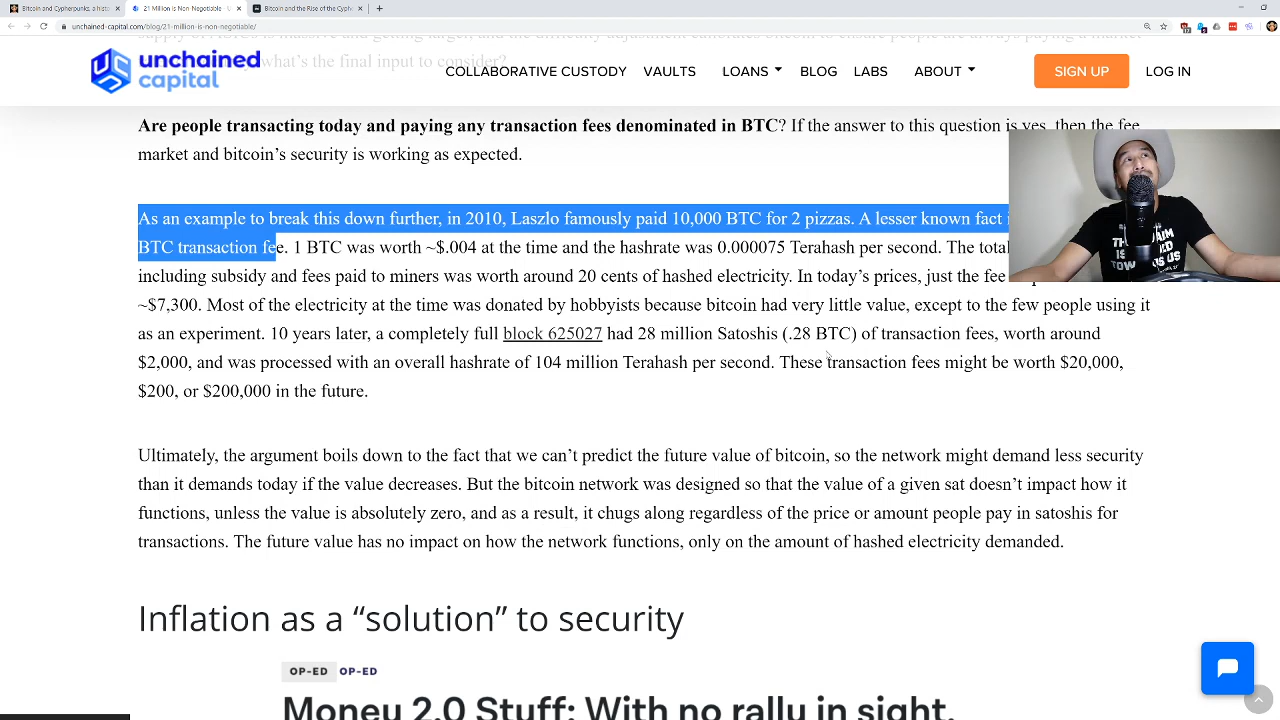 Bitcoin and Cypherpunks, a hist
21 Million is Non-Negotiable - U
Bitcoin and the Rise of the Cyphe
unchained-capital.com/blog/21-million-is-non-negotiable/
what's the final input to consider?
unchained
capital
COLLABORATIVE CUSTODY VAULTS LOANS BLOG LABS ABOUT SIGN UP LOG IN
Are people transacting today and paying any transaction fees denominated in BTC? If the answer to this question is yes, then the fee
market and bitcoin's security is working as expected.
As an example to break this down further, in 2010, Laszlo famously paid 10,000 BTC for 2 pizzas. A lesser known fact
BTC transaction fee. 1 BTC was worth ~$.004 at the time and the hashrate was 0.000075 Terahash per second. The total
including subsidy and fees paid to miners was worth around 20 cents of hashed electricity. In today's prices, just the fee
~$7,300. Most of the electricity at the time was donated by hobbyists because bitcoin had very little value, except to the few people using it
as an experiment. 10 years later, a completely full block 625027 had 28 million Satoshis (.28 BTC) of transaction fees, worth around
$2,000, and was processed with an overall hashrate of 104 million Terahash per second. These transaction fees might be worth $20,000,
$200, or $200,000 in the future.
Ultimately, the argument boils down to the fact that we can't predict the future value of bitcoin, so the network might demand less security
than it demands today if the value decreases. But the bitcoin network was designed so that the value of a given sat doesn't impact how it
functions, unless the value is absolutely zero, and as a result, it chugs along regardless of the price or amount people pay in satoshis for
transactions. The future value has no impact on how the network functions, only on the amount of hashed electricity demanded.
Inflation as a “solution” to security
OP-ED OP-ED
Money 2.0 Stuff: With no rally in sight,